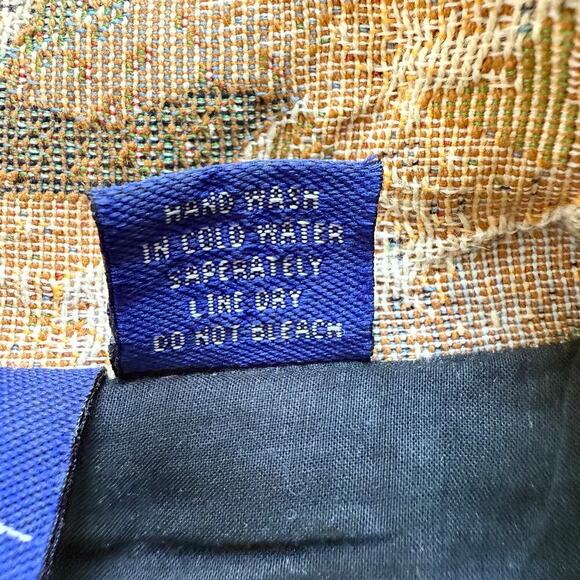 HAND WASH
IN COLD WATER
SAPERATELY
LINE DRY
DO NOT BLEACH